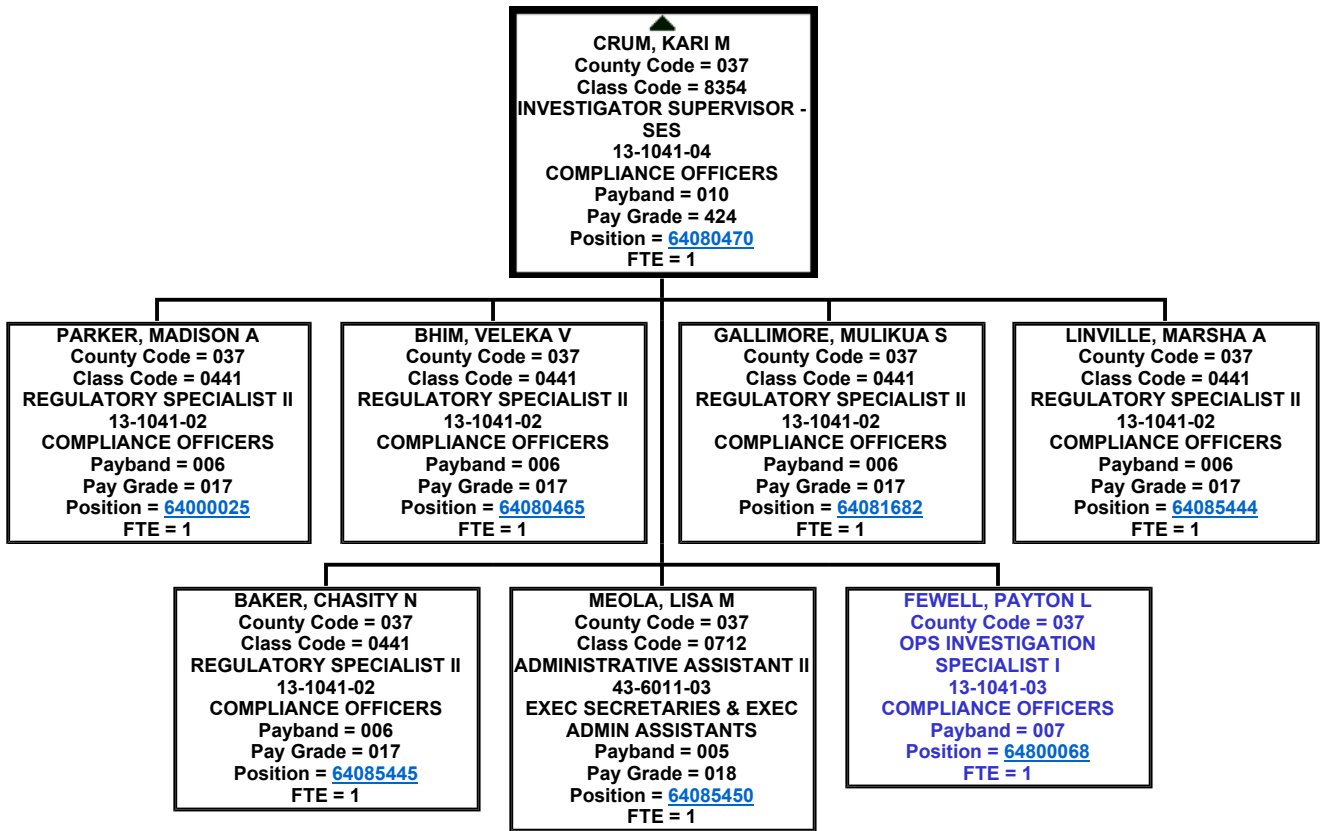 CRUM, KARI M
County Code = 037
Class Code = 8354
INVESTIGATOR SUPERVISOR -
SES
13-1041-04
COMPLIANCE OFFICERS
Payband = 010
Pay Grade = 424
Position = 64080470
FTE = 1
PARKER, MADISON A
County Code = 037
Class Code = 0441
REGULATORY SPECIALIST II
13-1041-02
COMPLIANCE OFFICERS
Payband = 006
Pay Grade = 017
Position = 64000025
FTE = 1
BHIM, VELEKA V
County Code = 037
Class Code = 0441
REGULATORY SPECIALIST II
13-1041-02
COMPLIANCE OFFICERS
Payband = 006
Pay Grade = 017
Position = 64080465
FTE = 1
GALLIMORE, MULIKUA S
County Code = 037
Class Code = 0441
REGULATORY SPECIALIST II
13-1041-02
COMPLIANCE OFFICERS
Payband = 006
Pay Grade = 017
Position = 64081682
FTE = 1
LINVILLE, MARSHA A
County Code = 037
Class Code = 0441
REGULATORY SPECIALIST II
13-1041-02
COMPLIANCE OFFICERS
Payband = 006
Pay Grade = 017
Position = 64085444
FTE = 1
BAKER, CHASITY N
County Code = 037
Class Code = 0441
REGULATORY SPECIALIST II
13-1041-02
COMPLIANCE OFFICERS
Payband = 006
Pay Grade = 017
Position = 64085445
FTE = 1
MEOLA, LISA M
County Code = 037
Class Code = 0712
ADMINISTRATIVE ASSISTANT II
43-6011-03
EXEC SECRETARIES & EXEC
ADMIN ASSISTANTS
Payband = 005
Pay Grade = 018
Position = 64085450
FTE = 1
FEWELL, PAYTON L
County Code = 037
OPS INVESTIGATION
SPECIALIST I
13-1041-03
COMPLIANCE OFFICERS
Payband = 007
Position = 64800068
FTE = 1